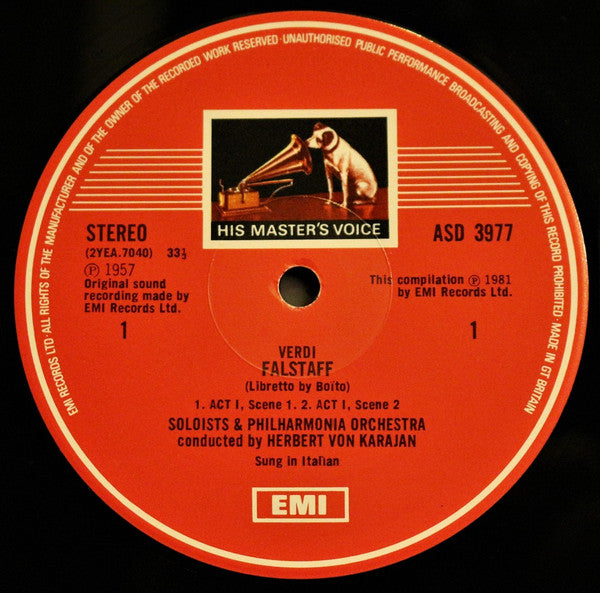 EMI RECORDS LTD · ALL RIGHTS OF THE MANUFACTURER AND OF THE OWNER OF THE RECORDED WORK RESERVED · UNAUTHORISED PUBLIC PERFORMANCE BROADCASTING AND COPYING OF THIS RECORD PROHIBITED · MADE IN GT BRITAIN
HIS MASTER'S VOICE
STEREO
(2YEA.7040) 33⅓
℗ 1957
Original sound
recording made by
EMI Records Ltd.
1
ASD 3977
This compilation ℗ 1981
by EMI Records Ltd.
1
VERDI
FALSTAFF
(Libretto by Boïto)
1. ACT I, Scene 1. 2. ACT I, Scene 2
SOLOISTS & PHILHARMONIA ORCHESTRA
conducted by HERBERT VON KARAJAN
Sung in Italian
EMI